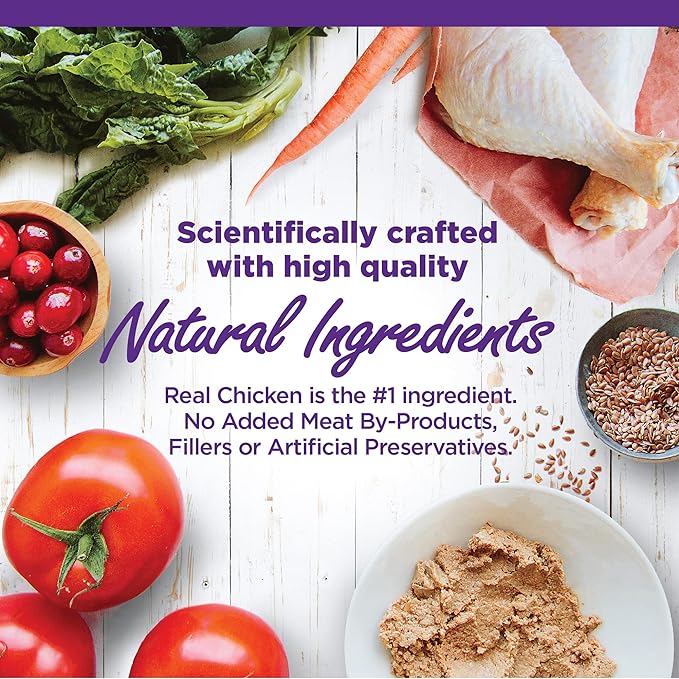 Scientifically crafted
with high quality
Natural Ingredients
Real Chicken is the #1 ingredient.
No Added Meat By-Products,
Fillers or Artificial Preservatives.